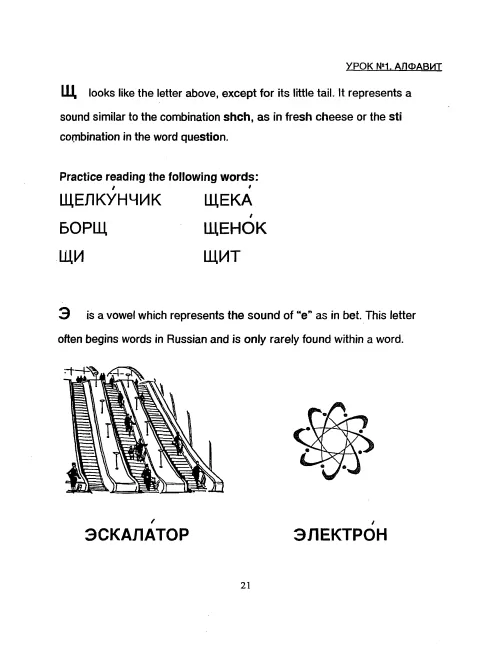 УРОК №1. АЛФАВИТ
Щ looks like the letter above, except for its little tail. It represents a
sound similar to the combination shch, as in fresh cheese or the sti
combination in the word question.
Practice reading the following words:
ЩЕЛКУ́НЧИК ЩЕКА́
БОРЩ ЩЕНО́К
ЩИ ЩИТ
Э is a vowel which represents the sound of "e" as in bet. This letter
often begins words in Russian and is only rarely found within a word.
ЭСКАЛА́ТОР ЭЛЕКТРО́Н
21